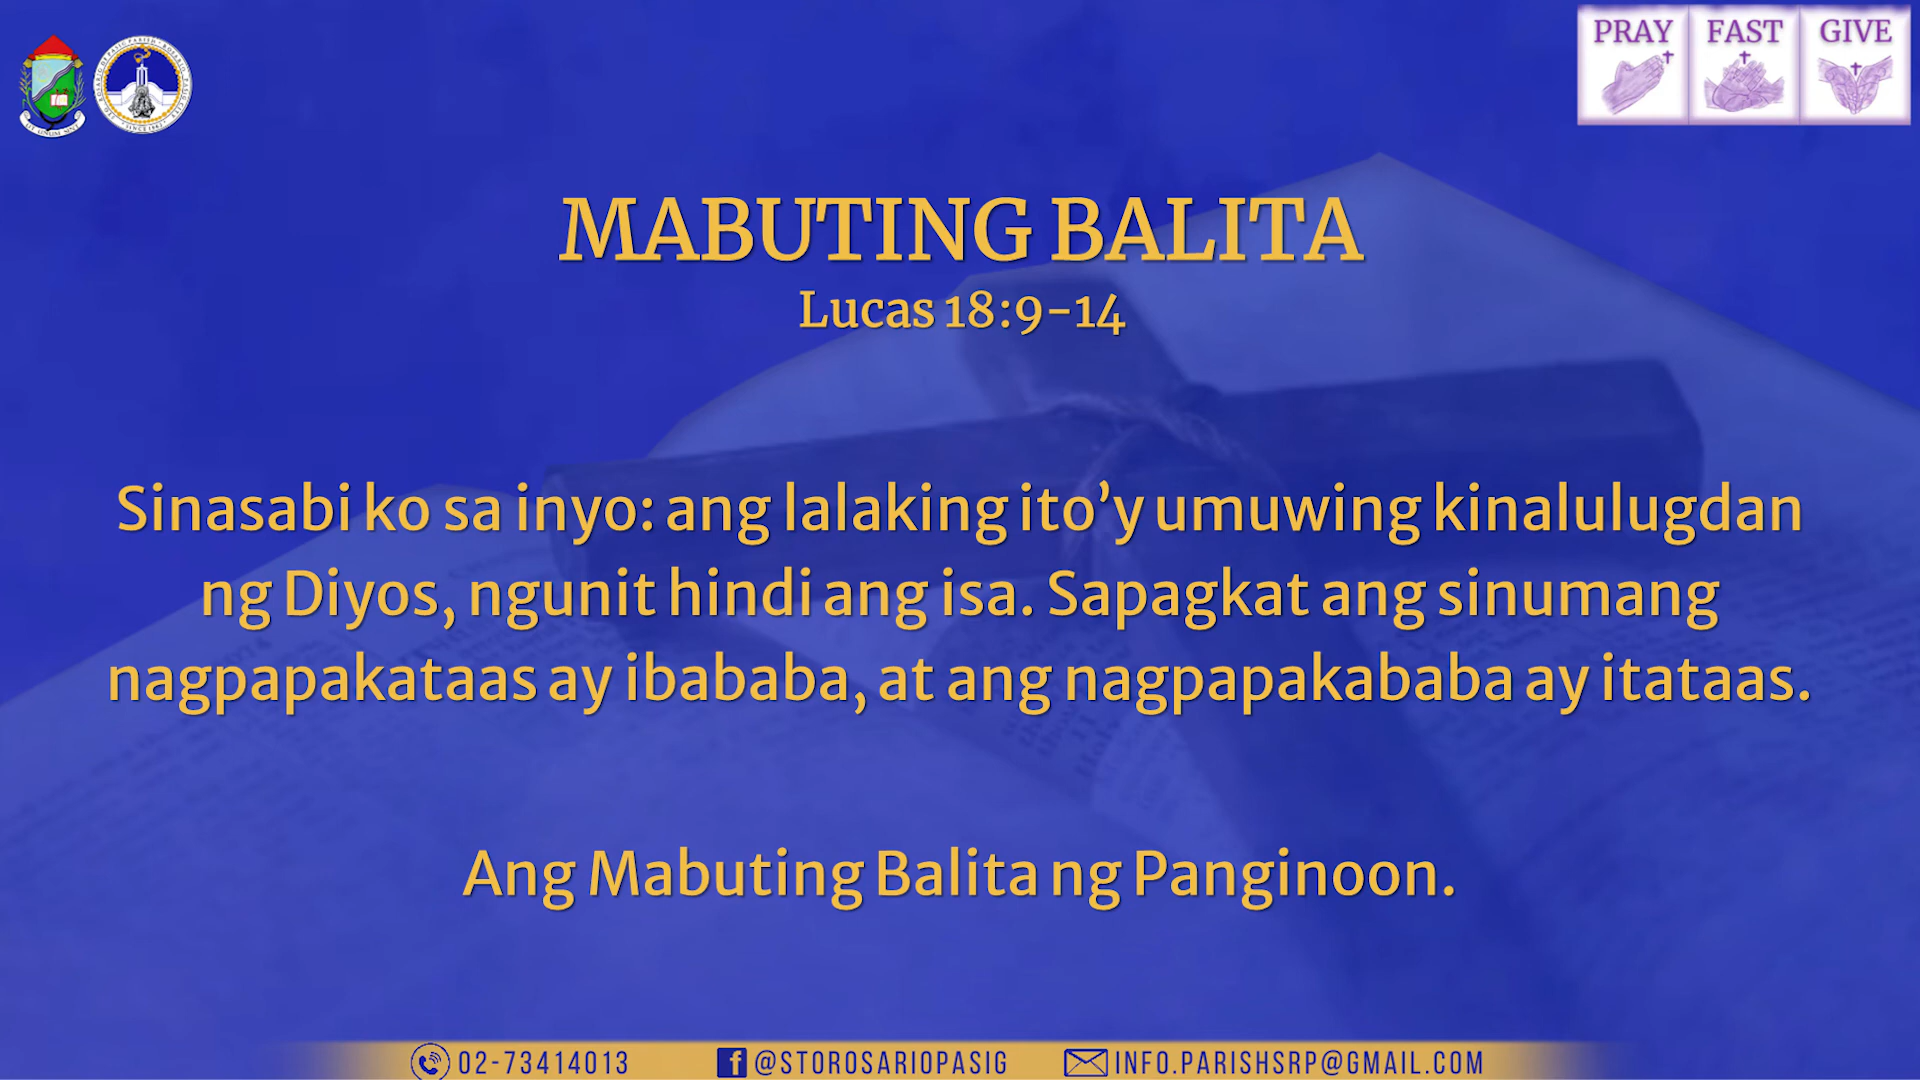 PRAY FAST GIVE
MABUTING BALITA
Lucas 18:9-14
Sinasabi ko sa inyo: ang lalaking ito’y umuwing kinalulugdan
ng Diyos, ngunit hindi ang isa. Sapagkat ang sinumang
nagpapakataas ay ibababa, at ang nagpapakababa ay itataas.
Ang Mabuting Balita ng Panginoon.
02-73414013 @STOROSARIOPASIG INFO.PARISHSRP@GMAIL.COM